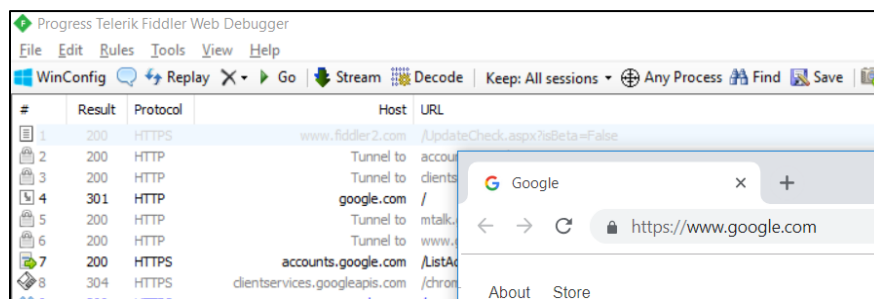 Progress Telerik Fiddler Web Debugger
File Edit Rules Tools View Help
WinConfig Replay Go Stream Decode Keep: All sessions Any Process Find Save
# Result Protocol Host URL
1 200 HTTPS www.fiddler2.com /UpdateCheck.aspx?isBeta=False
2 200 HTTP Tunnel to accou
3 200 HTTP Tunnel to clients
4 301 HTTP google.com /
5 200 HTTP Tunnel to mtalk.
6 200 HTTP Tunnel to www.g
7 200 HTTPS accounts.google.com /ListAc
8 304 HTTPS clientservices.googleapis.com /chrom
Google
https://www.google.com
About Store